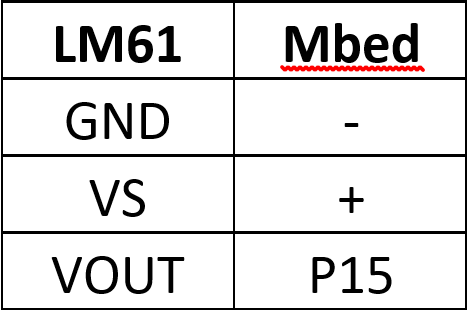 LM61 Mbed
GND -
VS +
VOUT P15